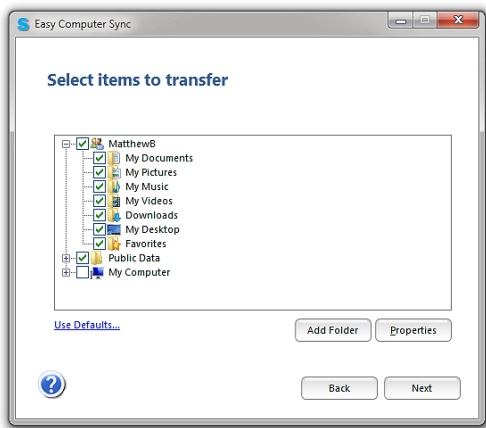 Easy Computer Sync
Select items to transfer
MatthewB
My Documents
My Pictures
My Music
My Videos
Downloads
My Desktop
Favorites
Public Data
My Computer
Use Defaults...
Add Folder
Properties
Back
Next